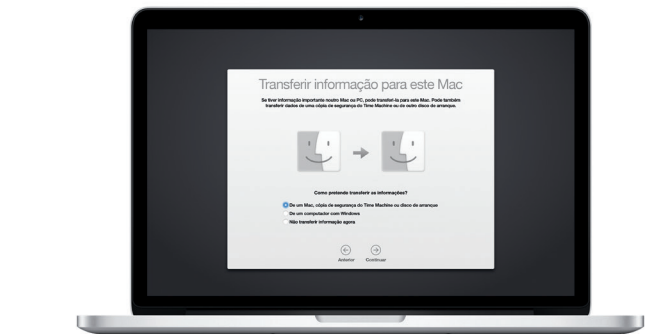 Transferir informação para este Mac
Se tiver informação importante noutro Mac ou PC, pode transferi-la para este Mac. Pode também
transferir dados de uma cópia de segurança do Time Machine ou de outro disco de arranque.
Como pretende transferir as informações?
De um Mac, cópia de segurança do Time Machine ou disco de arranque
De um computador com Windows
Não transferir informação agora
Anterior Continuar